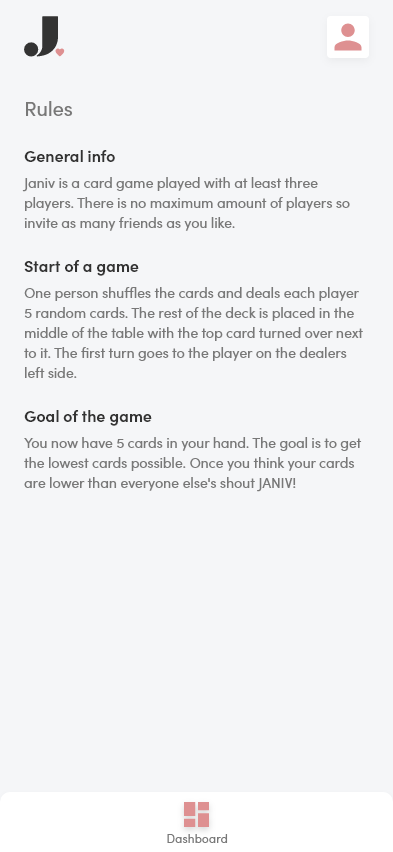 J
Rules
General info
Janiv is a card game played with at least three
players. There is no maximum amount of players so
invite as many friends as you like.
Start of a game
One person shuffles the cards and deals each player
5 random cards. The rest of the deck is placed in the
middle of the table with the top card turned over next
to it. The first turn goes to the player on the dealers
left side.
Goal of the game
You now have 5 cards in your hand. The goal is to get
the lowest cards possible. Once you think your cards
are lower than everyone else's shout JANIV!
Dashboard